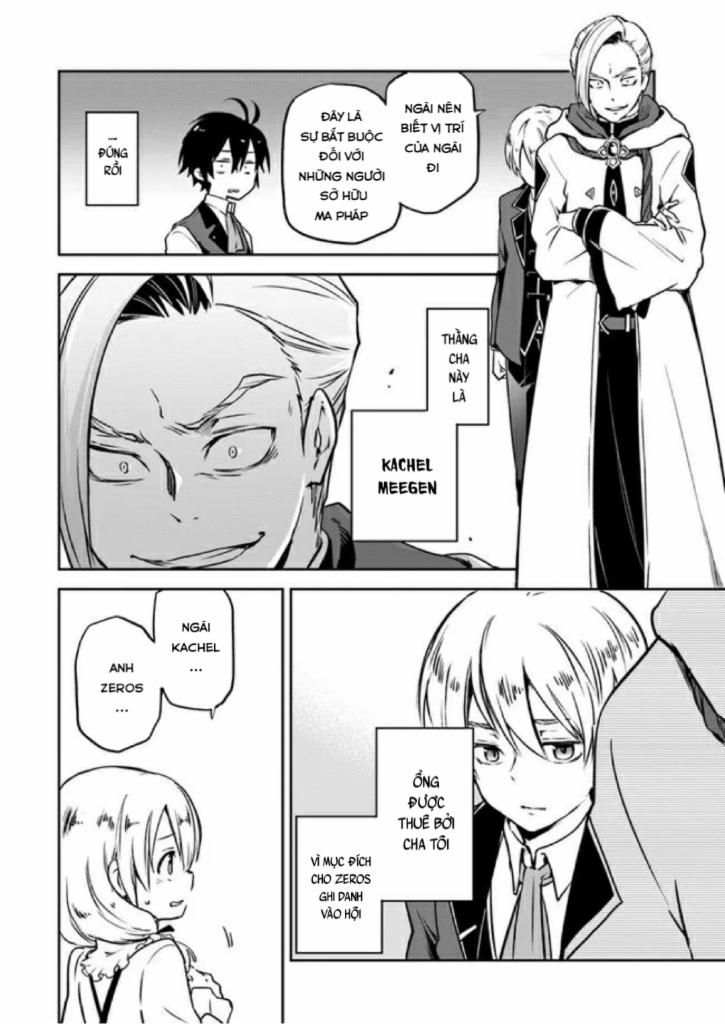 NGÀI NÊN
BIẾT VỊ TRÍ
CỦA NGÀI
ĐI
ĐÂY LÀ
SỰ BẮT BUỘC
ĐỐI VỚI
NHỮNG NGƯỜI
SỞ HỮU
MA PHÁP
....
ĐÚNG
RỒI
THẰNG
CHA
NÀY
LÀ
KACHEL
MEEGEN
ỔNG
ĐƯỢC
THUÊ BỞI
CHA TÔI
VÌ MỤC ĐÍCH
CHO ZEROS
GHI DANH
VÀO HỘI
NGÀI
KACHEL
...
ANH
ZEROS
...